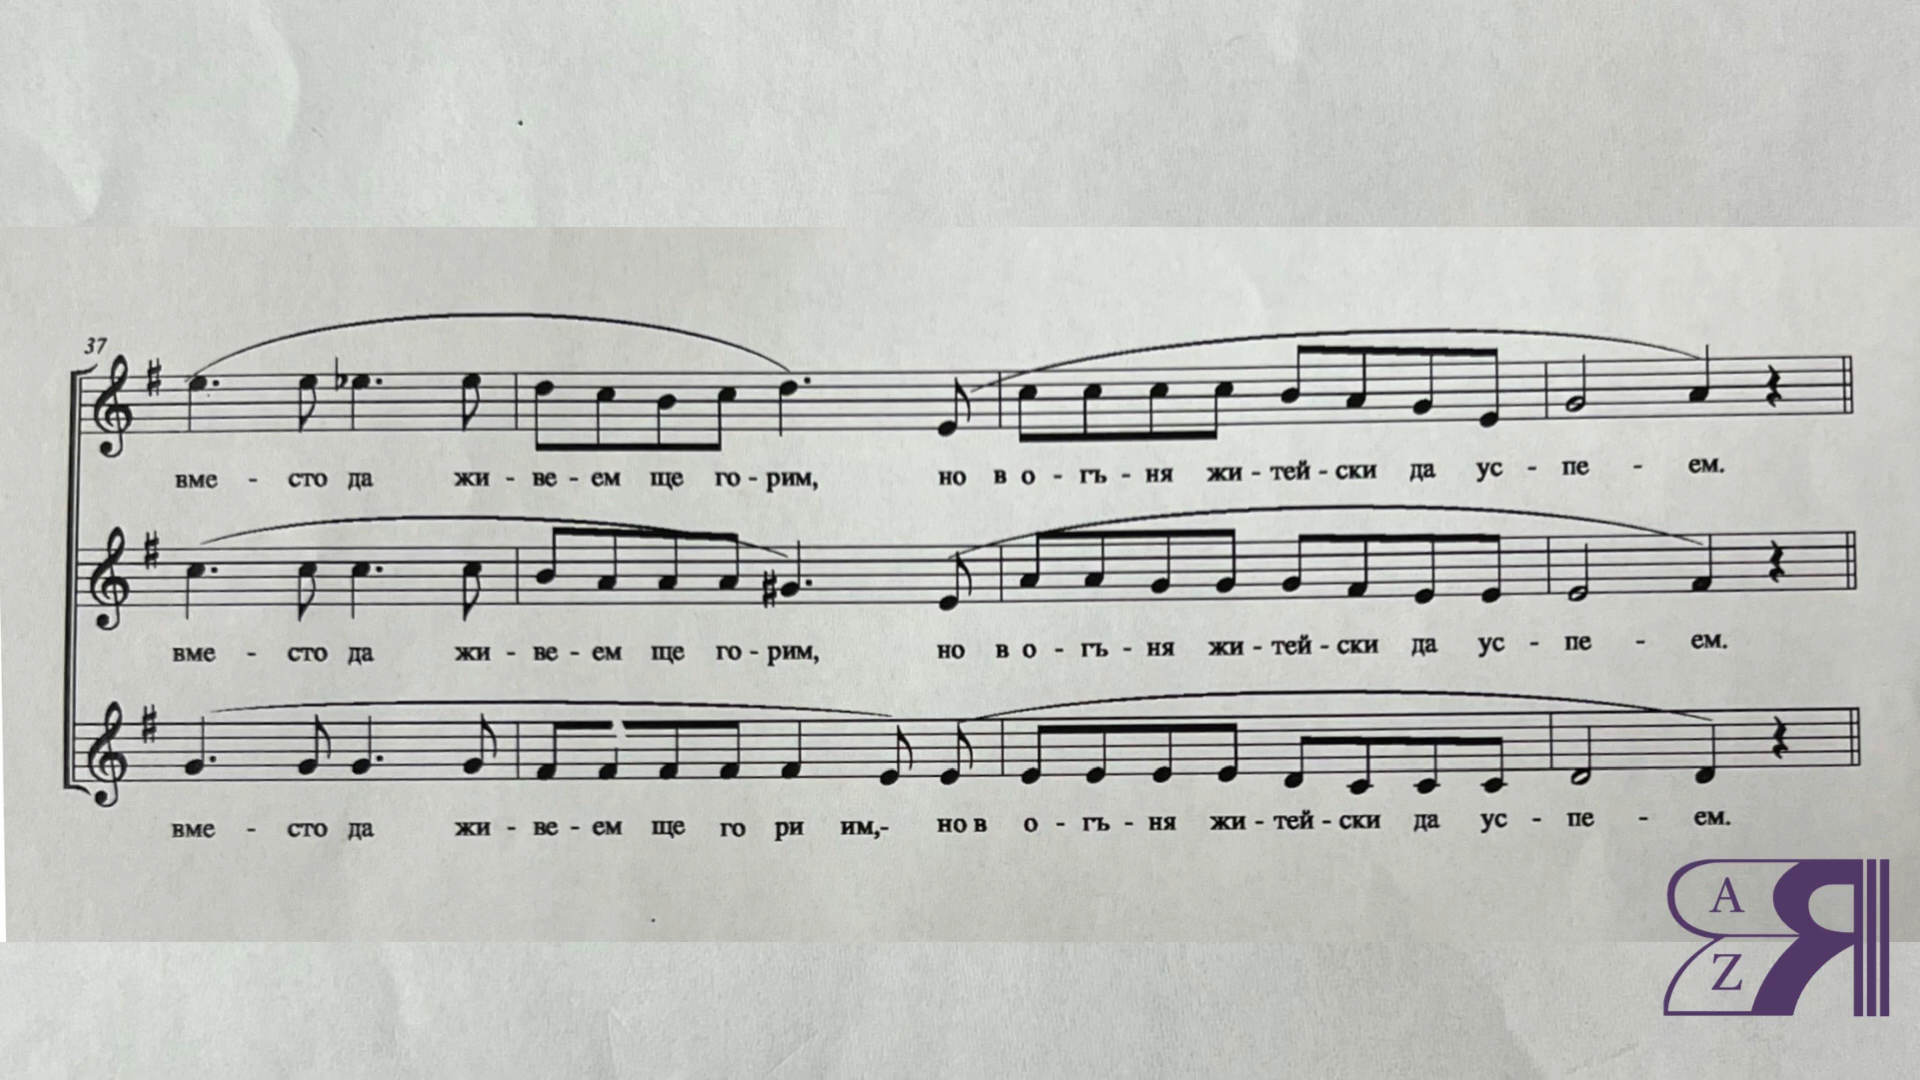 37
вме - сто да жи - ве - ем ще го - рим, но в о - гъ - ня жи - тей - ски да ус - пе - ем.
вме - сто да жи - ве - ем ще го - рим, но в о - гъ - ня жи - тей - ски да ус - пе - ем.
вме - сто да жи - ве - ем ще го ри им,- но в о - гъ - ня жи - тей - ски да ус - пе - ем.
A
Z Я